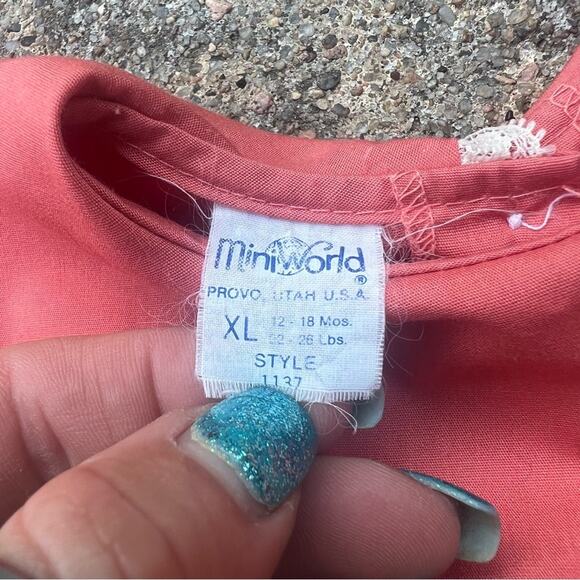 MiniWorld ®
PROVO, UTAH U.S.A.
XL 12 - 18 Mos.
22 - 26 Lbs.
STYLE
1137